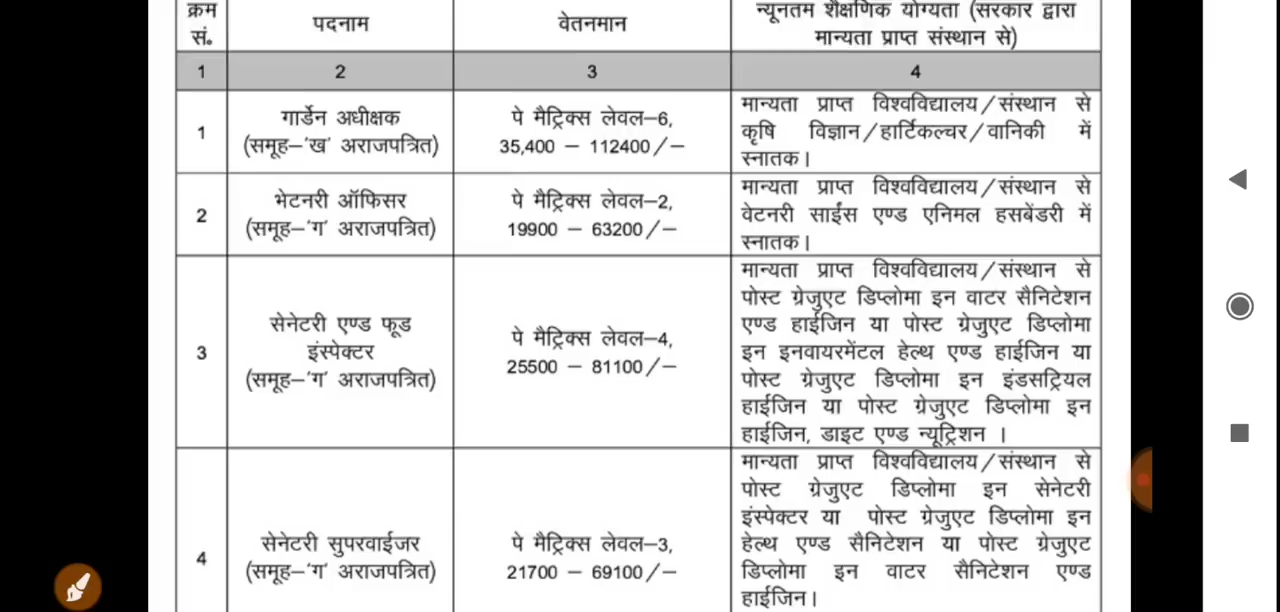 क्रम सं.
पदनाम
वेतनमान
न्यूनतम शैक्षणिक योग्यता (सरकार द्वारा
मान्यता प्राप्त संस्थान से)
1
2
3
4
1
गार्डेन अधीक्षक
(समूह–'ख' अराजपत्रित)
पे मैट्रिक्स लेवल–6,
35,400 – 112400/–
मान्यता प्राप्त विश्वविद्यालय/संस्थान से
कृषि विज्ञान/हार्टिकल्चर/वानिकी में
स्नातक।
2
भेटनरी ऑफिसर
(समूह–'ग' अराजपत्रित)
पे मैट्रिक्स लेवल–2,
19900 – 63200/–
मान्यता प्राप्त विश्वविद्यालय/संस्थान से
वेटनरी साईंस एण्ड एनिमल हसबेंडरी में
स्नातक।
3
सेनेटरी एण्ड फूड
इंस्पेक्टर
(समूह–'ग' अराजपत्रित)
पे मैट्रिक्स लेवल–4,
25500 – 81100/–
मान्यता प्राप्त विश्वविद्यालय/संस्थान से
पोस्ट ग्रेजुएट डिप्लोमा इन वाटर सैनिटेशन
एण्ड हाईजिन या पोस्ट ग्रेजुएट डिप्लोमा
इन इनवायरमेंटल हेल्थ एण्ड हाईजिन या
पोस्ट ग्रेजुएट डिप्लोमा इन इंडसट्रियल
हाईजिन या पोस्ट ग्रेजुएट डिप्लोमा इन
हाईजिन, डाइट एण्ड न्यूट्रिशन ।
4
सेनेटरी सुपरवाईजर
(समूह–'ग' अराजपत्रित)
पे मैट्रिक्स लेवल–3,
21700 – 69100/–
मान्यता प्राप्त विश्वविद्यालय/संस्थान से
पोस्ट ग्रेजुएट डिप्लोमा इन सेनेटरी
इंस्पेक्टर या पोस्ट ग्रेजुएट डिप्लोमा इन
हेल्थ एण्ड सैनिटेशन या पोस्ट ग्रेजुएट
डिप्लोमा इन वाटर सैनिटेशन एण्ड
हाईजिन।